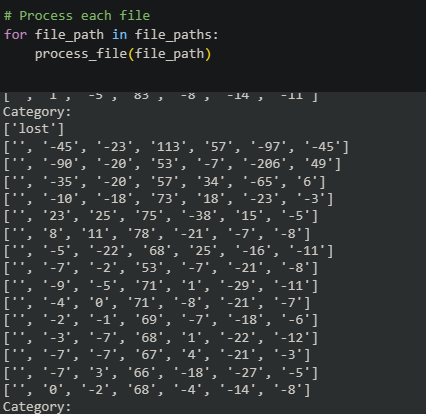 # Process each file
for file_path in file_paths:
    process_file(file_path)
['', '1', '-5', '83', '-8', '-14', '-11']
Category:
['lost']
['', '-45', '-23', '113', '57', '-97', '-45']
['', '-90', '-20', '53', '-7', '-206', '49']
['', '-35', '-20', '57', '34', '-65', '6']
['', '-10', '-18', '73', '18', '-23', '-3']
['', '23', '25', '75', '-38', '15', '-5']
['', '8', '11', '78', '-21', '-7', '-8']
['', '-5', '-22', '68', '25', '-16', '-11']
['', '-7', '-2', '53', '-7', '-21', '-8']
['', '-9', '-5', '71', '1', '-29', '-11']
['', '-4', '0', '71', '-8', '-21', '-7']
['', '-2', '-1', '69', '-7', '-18', '-6']
['', '-3', '-7', '68', '1', '-22', '-12']
['', '-7', '-7', '67', '4', '-21', '-3']
['', '-7', '3', '66', '-18', '-27', '-5']
['', '0', '-2', '68', '-4', '-14', '-8']
Category: